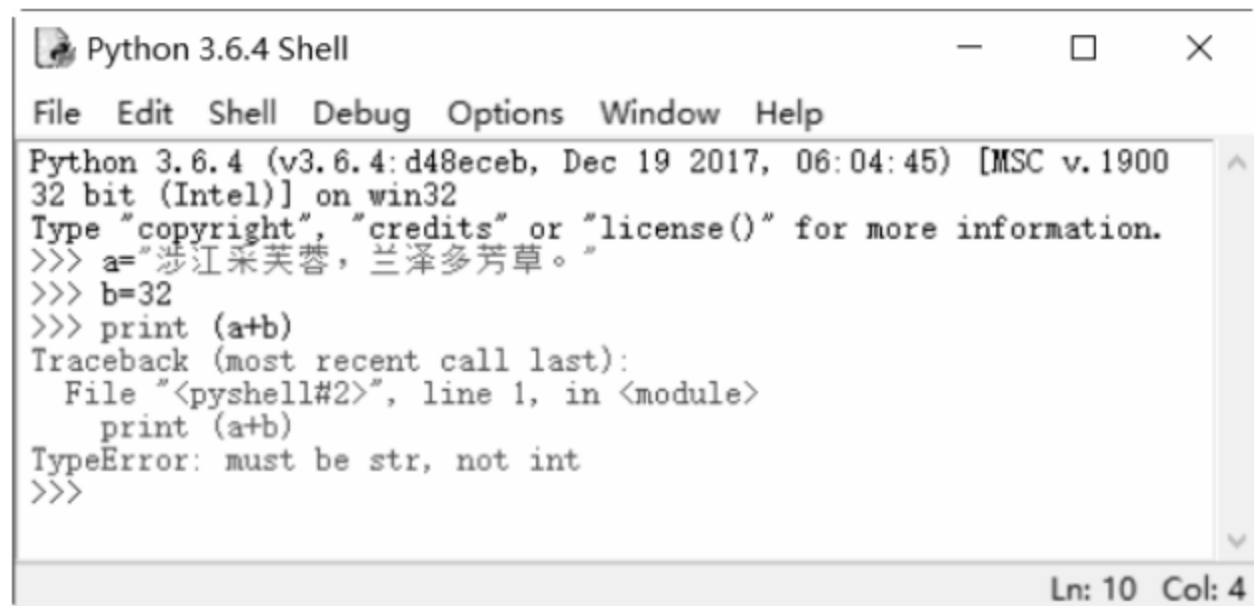 Python 3.6.4 Shell
File Edit Shell Debug Options Window Help
Python 3.6.4 (v3.6.4:d48eceb, Dec 19 2017, 06:04:45) [MSC v.1900
32 bit (Intel)] on win32
Type "copyright", "credits" or "license()" for more information.
>>> a="涉江采芙蓉，兰泽多芳草。"
>>> b=32
>>> print (a+b)
Traceback (most recent call last):
  File "<pyshell#2>", line 1, in <module>
    print (a+b)
TypeError: must be str, not int
>>>
Ln: 10 Col: 4